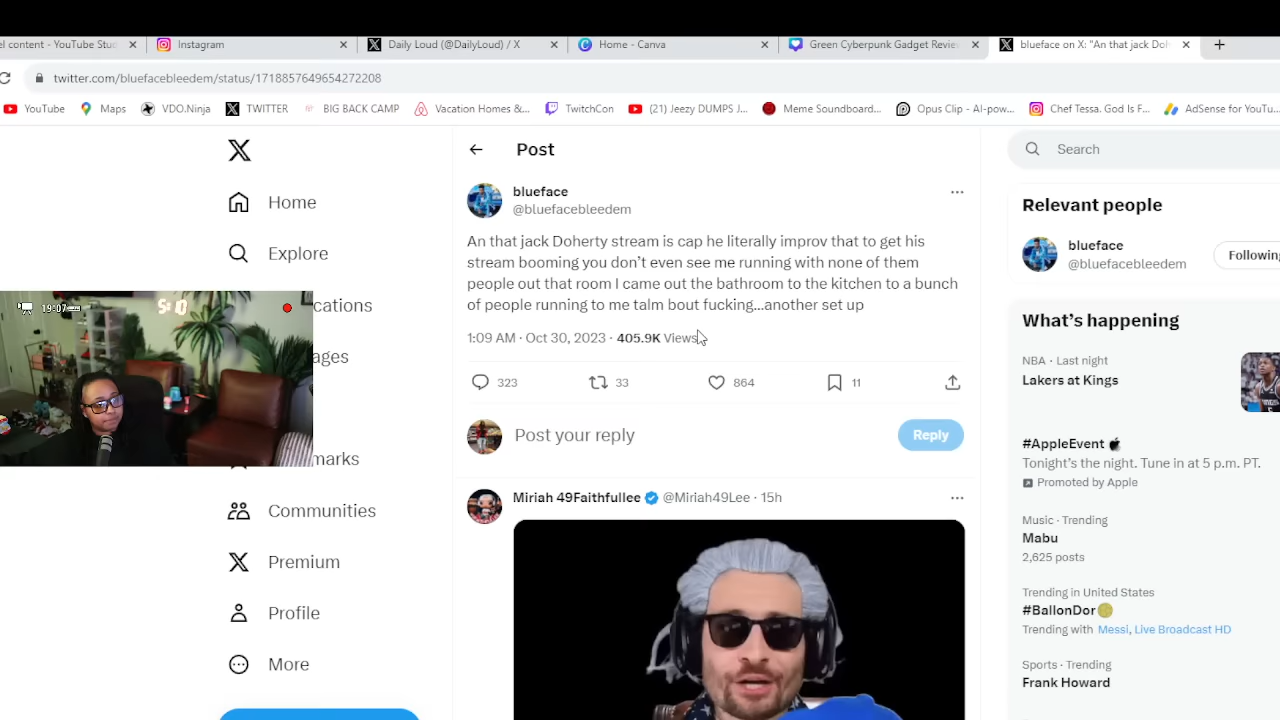 el content - YouTube Stud
Instagram
Daily Loud (@DailyLoud) / X
Home - Canva
Green Cyberpunk Gadget Review
blueface on X: "An that jack Doh
twitter.com/bluefacebleedem/status/1718857649654272208
YouTube
Maps
VDO.Ninja
TWITTER
BIG BACK CAMP
Vacation Homes &...
TwitchCon
(21) Jeezy DUMPS J...
Meme Soundboard...
Opus Clip - AI-pow...
Chef Tessa. God Is F...
AdSense for YouTu...
Home
Explore
cations
ages
marks
Communities
Premium
Profile
More
19:07
Post
blueface
@bluefacebleedem
An that jack Doherty stream is cap he literally improv that to get his
stream booming you don't even see me running with none of them
people out that room I came out the bathroom to the kitchen to a bunch
of people running to me talm bout fucking...another set up
1:09 AM · Oct 30, 2023 · 405.9K Views
323
33
864
11
Post your reply
Reply
Miriah 49Faithfullee @Miriah49Lee · 15h
Search
Relevant people
blueface
@bluefacebleedem
Following
What's happening
NBA · Last night
Lakers at Kings
#AppleEvent
Tonight's the night. Tune in at 5 p.m. PT.
Promoted by Apple
Music · Trending
Mabu
2,625 posts
Trending in United States
#BallonDor
Trending with Messi, Live Broadcast HD
Sports · Trending
Frank Howard